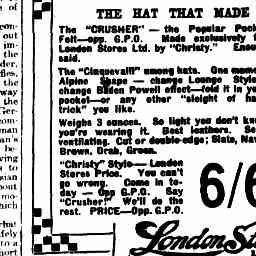 THE HAT THAT MADE
The "CRUSHER" — the Popular Pock
Felt—opp. G.P.O. Made exclusively f
London Stores Ltd. by "Christy." Enou
said.
The "Cinquevalli" among hats. One mome
Alpine Shape — change Lounge Style
change Baden Powell effect—fold it in yo
pocket—or any other "sleight of ha
trick" you like.
Weighs 3 ounces. So light you don't kn
you're wearing it. Best leathers. Se
ventilating. Cut or double edge; Slate, Na
Brown, Drab, Green.
"Christy" Style — London
Stores Price. You can't
go wrong. Come in to-
day — Opp G.P.O. Say
"Crusher!" We'll do the
rest. PRICE—Opp. G.P.O.
6/6
London Sto